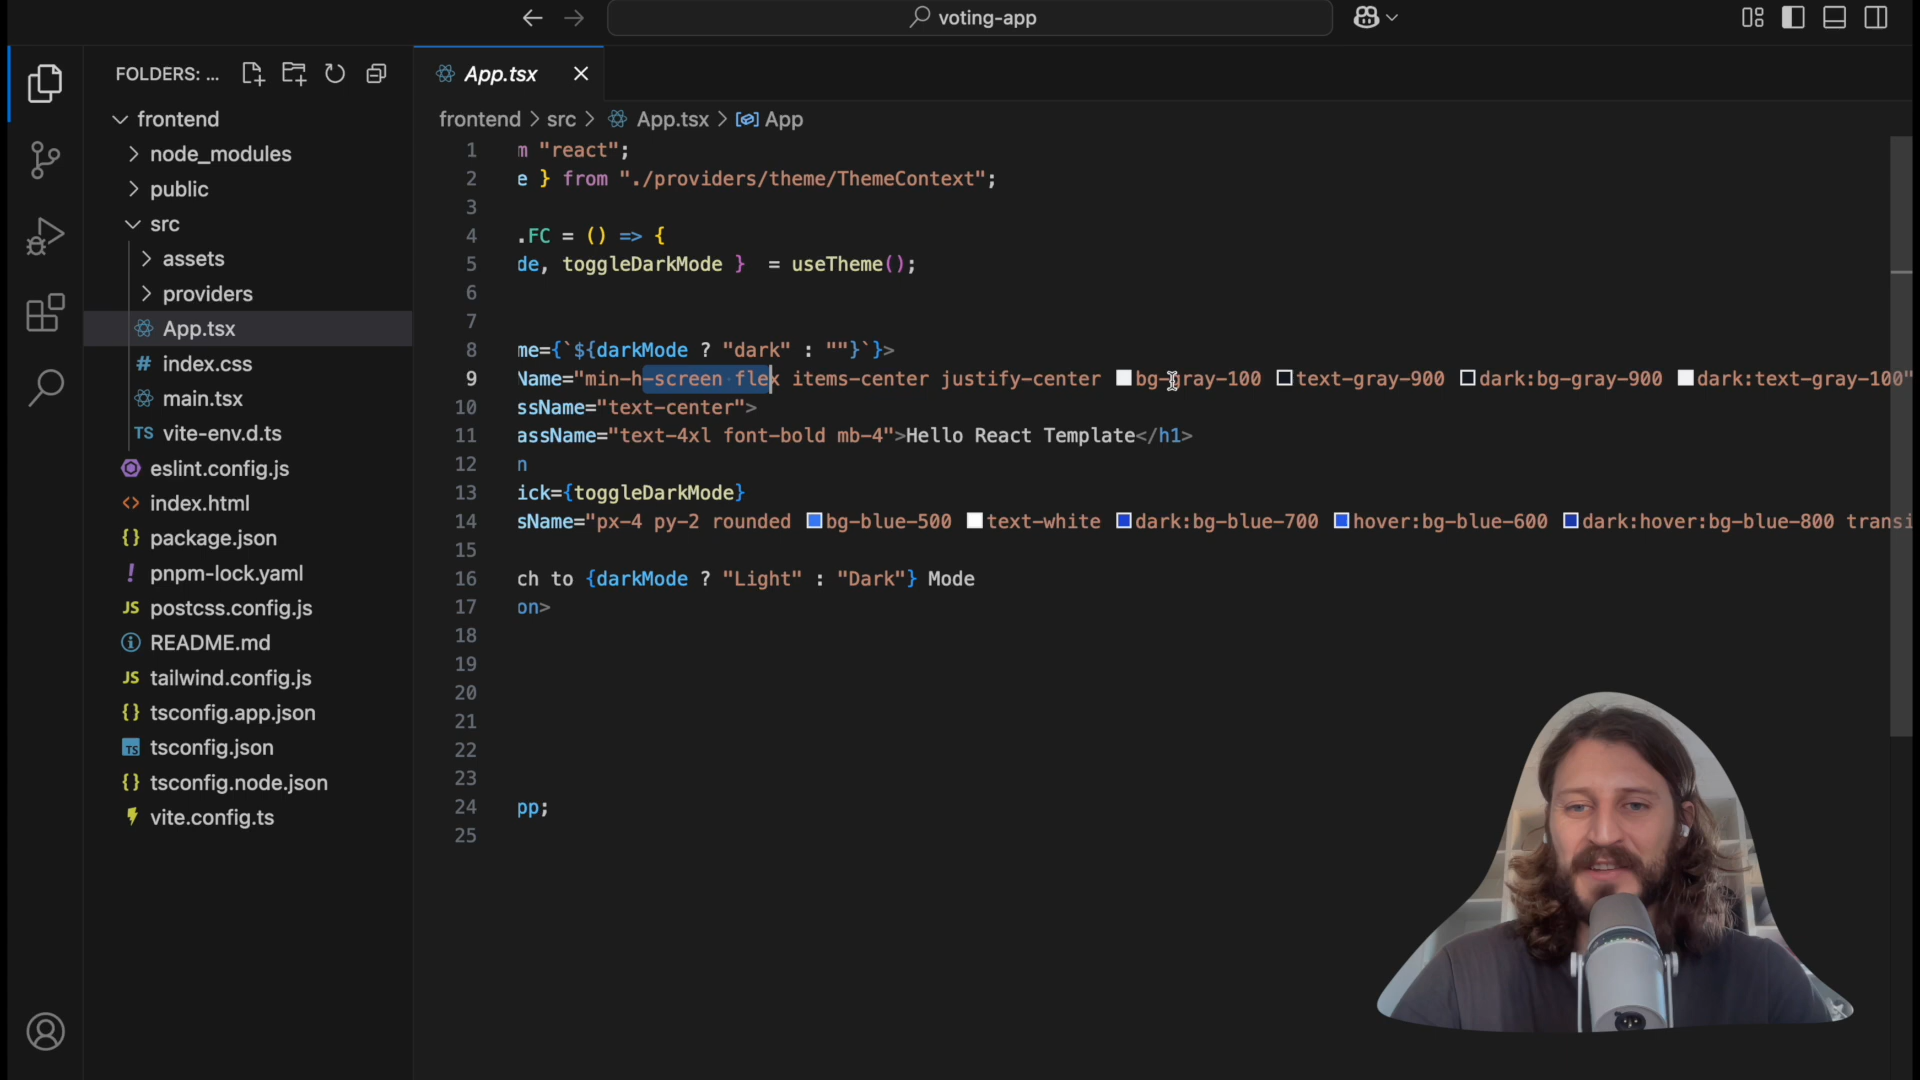 voting-app
FOLDERS: ...
App.tsx
frontend
node_modules
public
src
assets
providers
App.tsx
index.css
main.tsx
TS vite-env.d.ts
eslint.config.js
index.html
package.json
pnpm-lock.yaml
JS postcss.config.js
README.md
JS tailwind.config.js
tsconfig.app.json
TS tsconfig.json
tsconfig.node.json
vite.config.ts
frontend > src > App.tsx > App
1 m "react";
2 e } from "./providers/theme/ThemeContext";
3
4 .FC = () => {
5 de, toggleDarkMode }  = useTheme();
6
7
8 me={`${darkMode ? "dark" : ""}`}>
9 Name="min-h-screen flex items-center justify-center bg-gray-100 text-gray-900 dark:bg-gray-900 dark:text-gray-100"
10 ssName="text-center">
11 assName="text-4xl font-bold mb-4">Hello React Template</h1>
12 n
13 ick={toggleDarkMode}
14 sName="px-4 py-2 rounded bg-blue-500 text-white dark:bg-blue-700 hover:bg-blue-600 dark:hover:bg-blue-800 transi
15
16 ch to {darkMode ? "Light" : "Dark"} Mode
17 on>
18
19
20
21
22
23
24 pp;
25